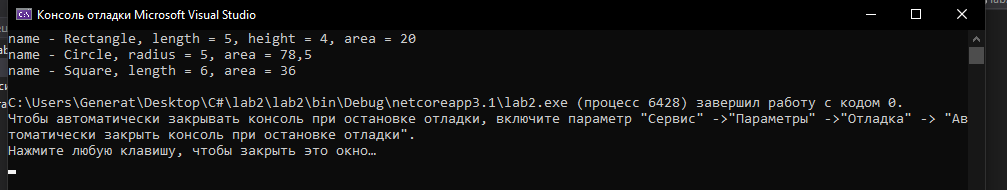 Консоль отладки Microsoft Visual Studio
name - Rectangle, length = 5, height = 4, area = 20
name - Circle, radius = 5, area = 78,5
name - Square, length = 6, area = 36
C:\Users\Generat\Desktop\C#\lab2\lab2\bin\Debug\netcoreapp3.1\lab2.exe (процесс 6428) завершил работу с кодом 0.
Чтобы автоматически закрывать консоль при остановке отладки, включите параметр "Сервис" ->"Параметры" ->"Отладка" -> "Ав
томатически закрыть консоль при остановке отладки".
Нажмите любую клавишу, чтобы закрыть это окно…